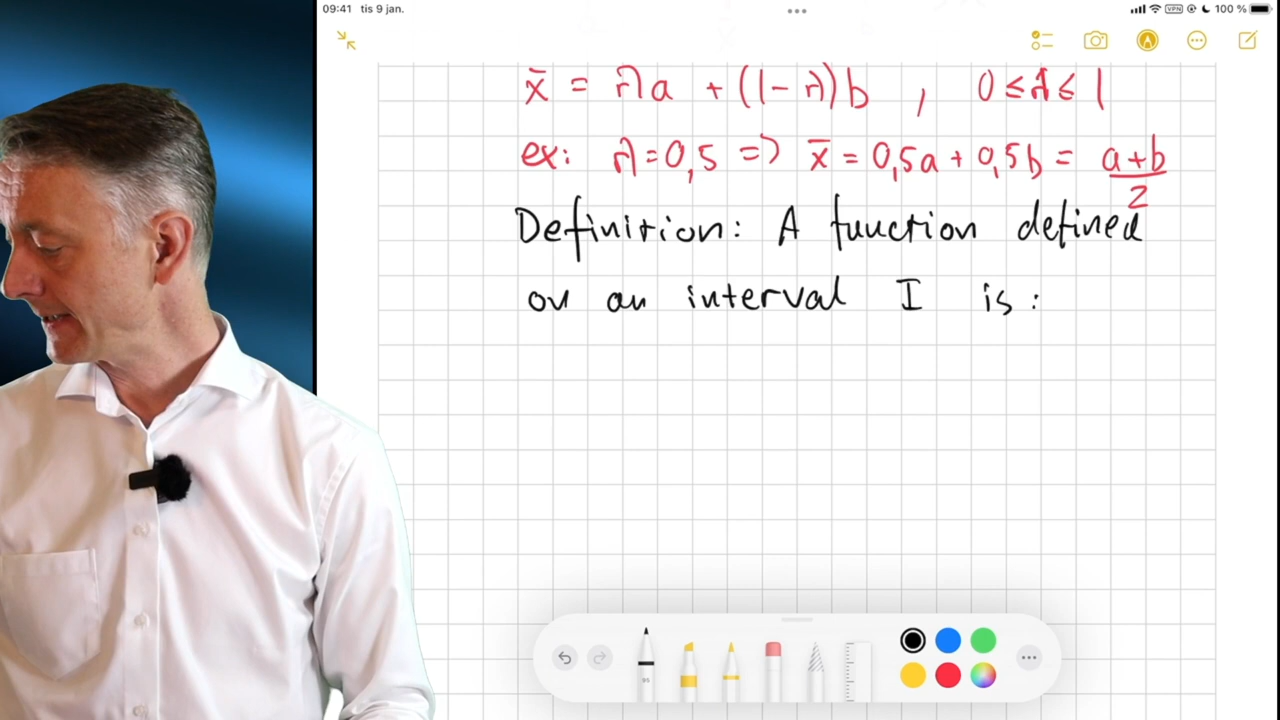 09:41 tis 9 jan. VPN 100 %
x̄ = λa + (1-λ)b , 0≤λ≤1
ex: λ=0,5 => x̄ = 0,5a + 0,5b = a+b/2
Definition: A function defined
on an interval I is: